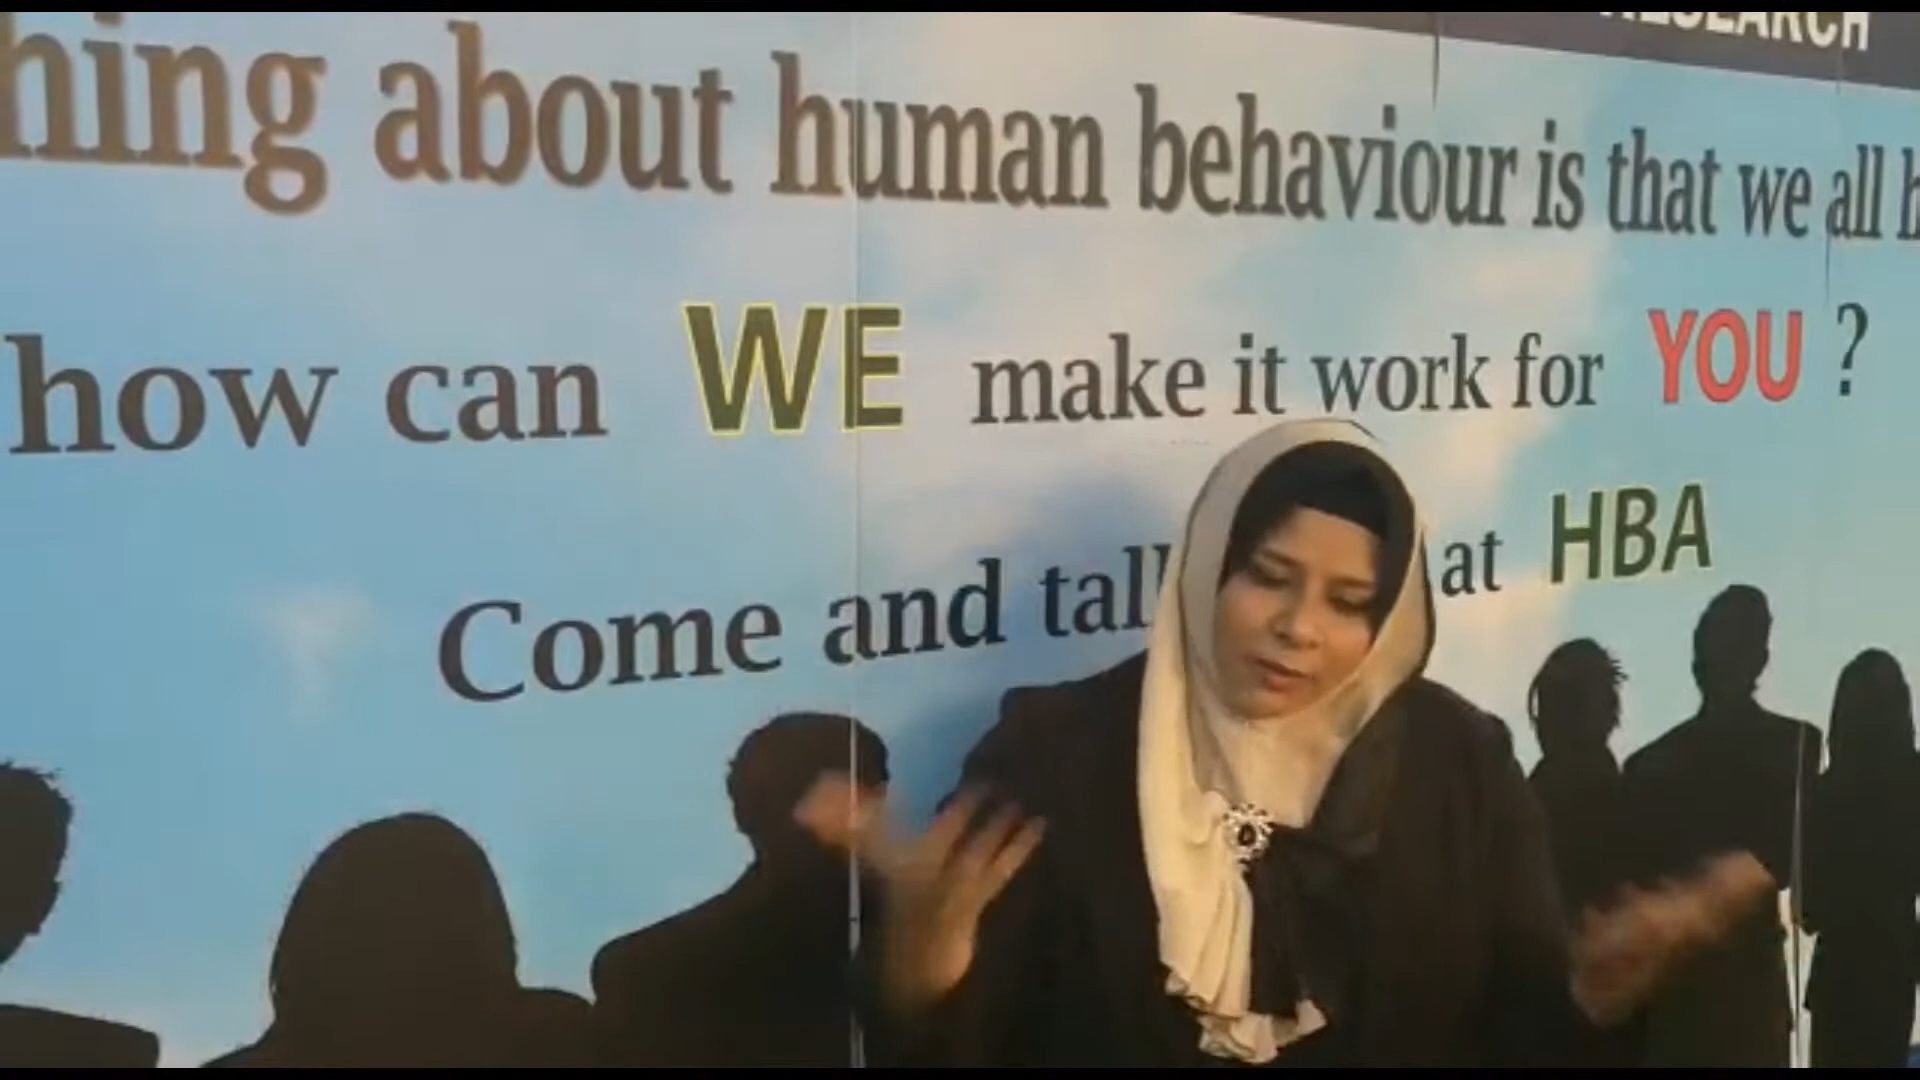 RESEARCH
hing about human behaviour is that we all
how can WE make it work for YOU ?
Come and tal at HBA